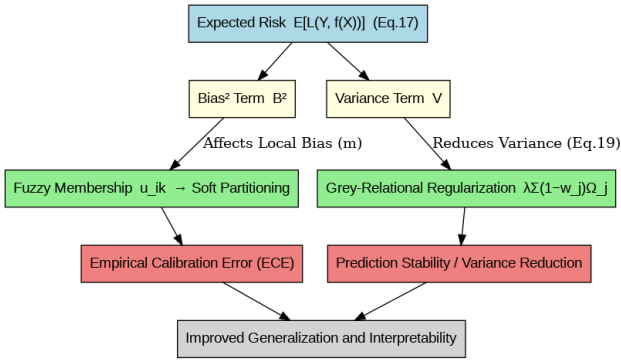 Expected Risk E[L(Y, f(X))] (Eq.17)
Bias² Term B²
Variance Term V
Affects Local Bias (m)
Reduces Variance (Eq.19)
Fuzzy Membership u_ik → Soft Partitioning
Grey-Relational Regularization λΣ(1−w_j)Ω_j
Empirical Calibration Error (ECE)
Prediction Stability / Variance Reduction
Improved Generalization and Interpretability